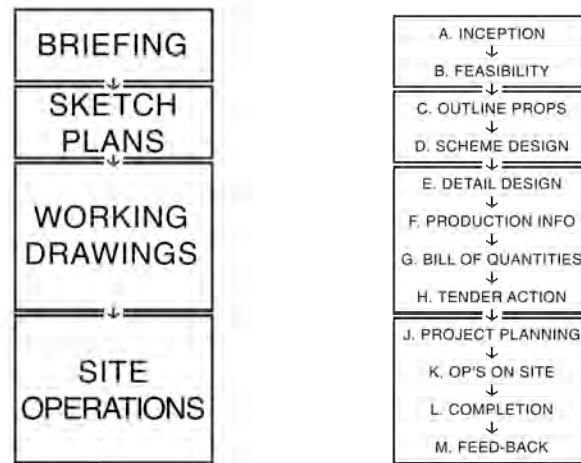 BRIEFING
SKETCH
PLANS
WORKING
DRAWINGS
SITE
OPERATIONS
A. INCEPTION
B. FEASIBILITY
C. OUTLINE PROPS
D. SCHEME DESIGN
E. DETAIL DESIGN
F. PRODUCTION INFO
G. BILL OF QUANTITIES
H. TENDER ACTION
J. PROJECT PLANNING
K. OP'S ON SITE
L. COMPLETION
M. FEED-BACK